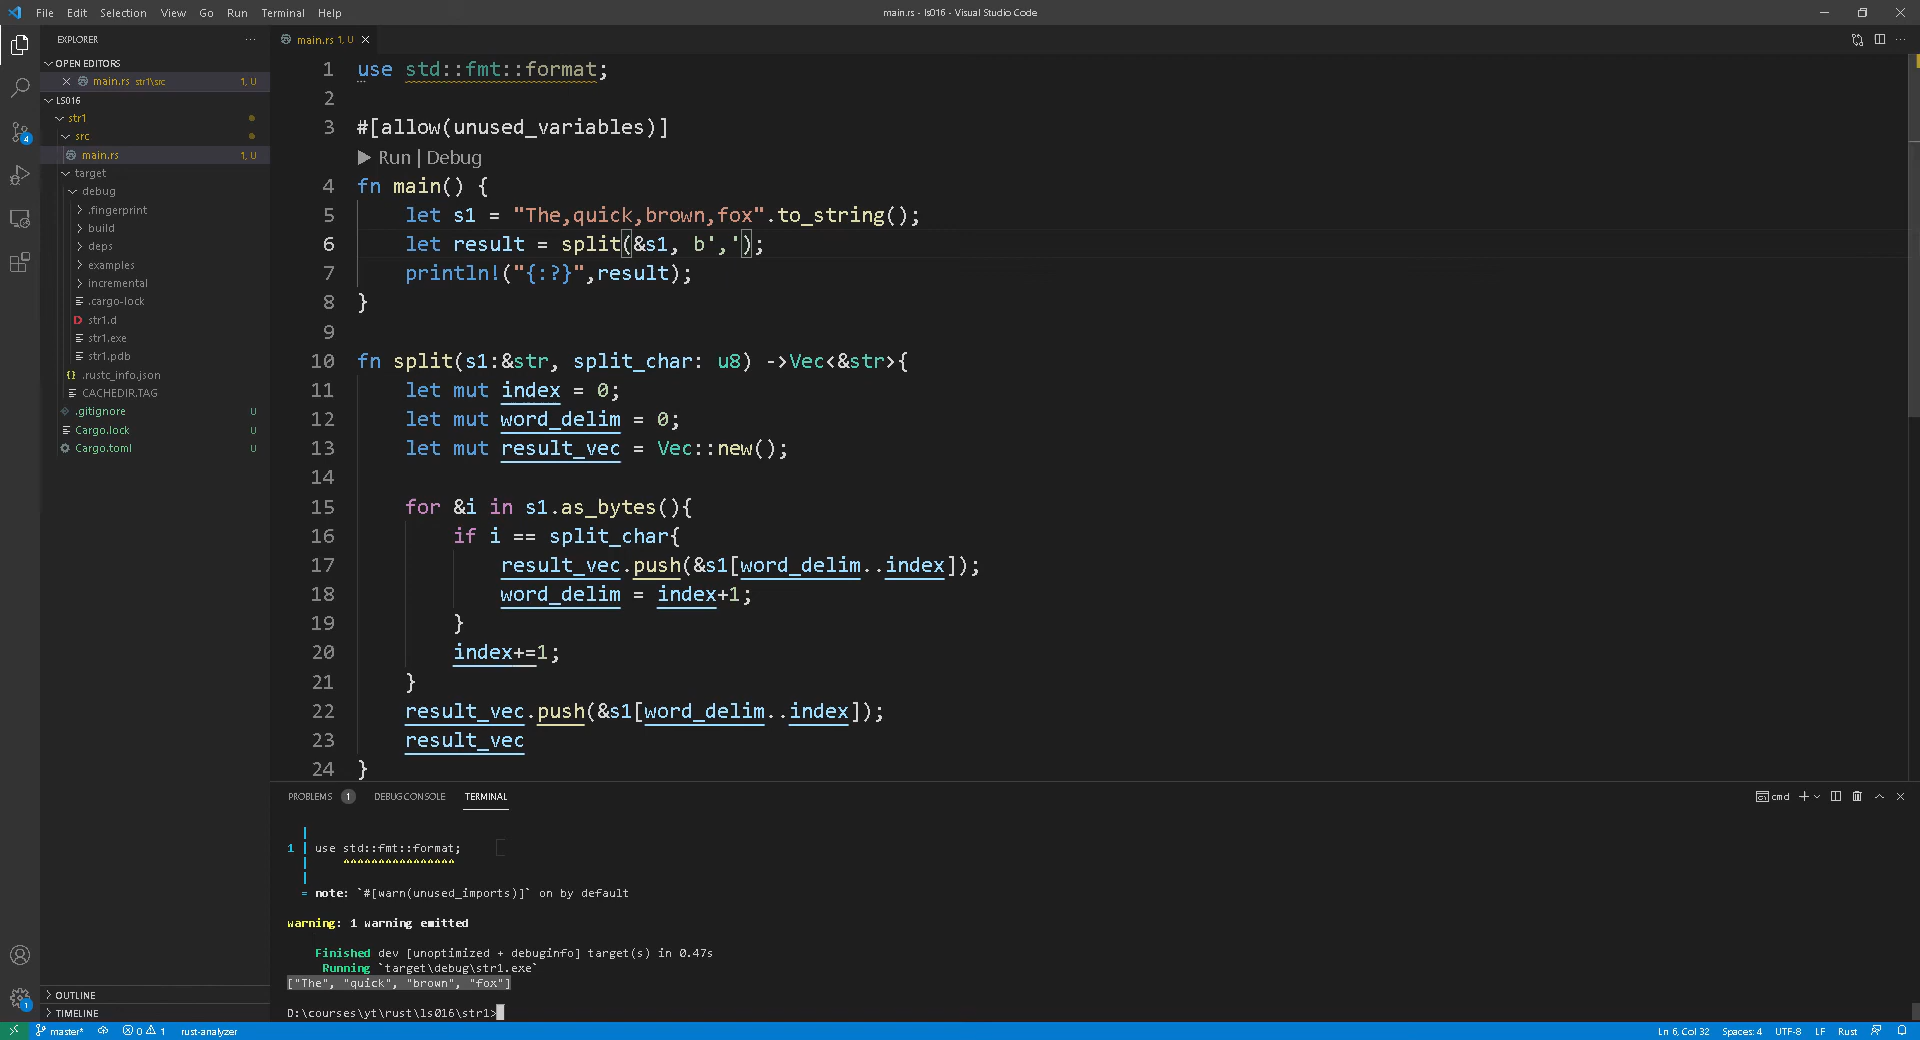 File Edit Selection View Go Run Terminal Help
main.rs - ls016 - Visual Studio Code
EXPLORER
OPEN EDITORS
main.rs str1\src 1, U
LS016
str1
src
main.rs 1, U
target
debug
.fingerprint
build
deps
examples
incremental
.cargo-lock
str1.d
str1.exe
str1.pdb
.rustc_info.json
CACHEDIR.TAG
.gitignore U
Cargo.lock U
Cargo.toml U
OUTLINE
TIMELINE
main.rs 1, U
1 use std::fmt::format;
2
3 #[allow(unused_variables)]
Run | Debug
4 fn main() {
5 let s1 = "The,quick,brown,fox".to_string();
6 let result = split(&s1, b',');
7 println!("{:?}",result);
8 }
9
10 fn split(s1:&str, split_char: u8) ->Vec<&str>{
11 let mut index = 0;
12 let mut word_delim = 0;
13 let mut result_vec = Vec::new();
14
15 for &i in s1.as_bytes(){
16 if i == split_char{
17 result_vec.push(&s1[word_delim..index]);
18 word_delim = index+1;
19 }
20 index+=1;
21 }
22 result_vec.push(&s1[word_delim..index]);
23 result_vec
24 }
PROBLEMS 1 DEBUG CONSOLE TERMINAL
cmd
|
1 | use std::fmt::format;
| ^^^^^^^^^^^^^^^^
|
= note: `#[warn(unused_imports)]` on by default
warning: 1 warning emitted
Finished dev [unoptimized + debuginfo] target(s) in 0.47s
Running `target\debug\str1.exe`
["The", "quick", "brown", "fox"]
D:\courses\yt\rust\ls016\str1>
master* 0 1 rust-analyzer
Ln 6, Col 32 Spaces: 4 UTF-8 LF Rust
4
1